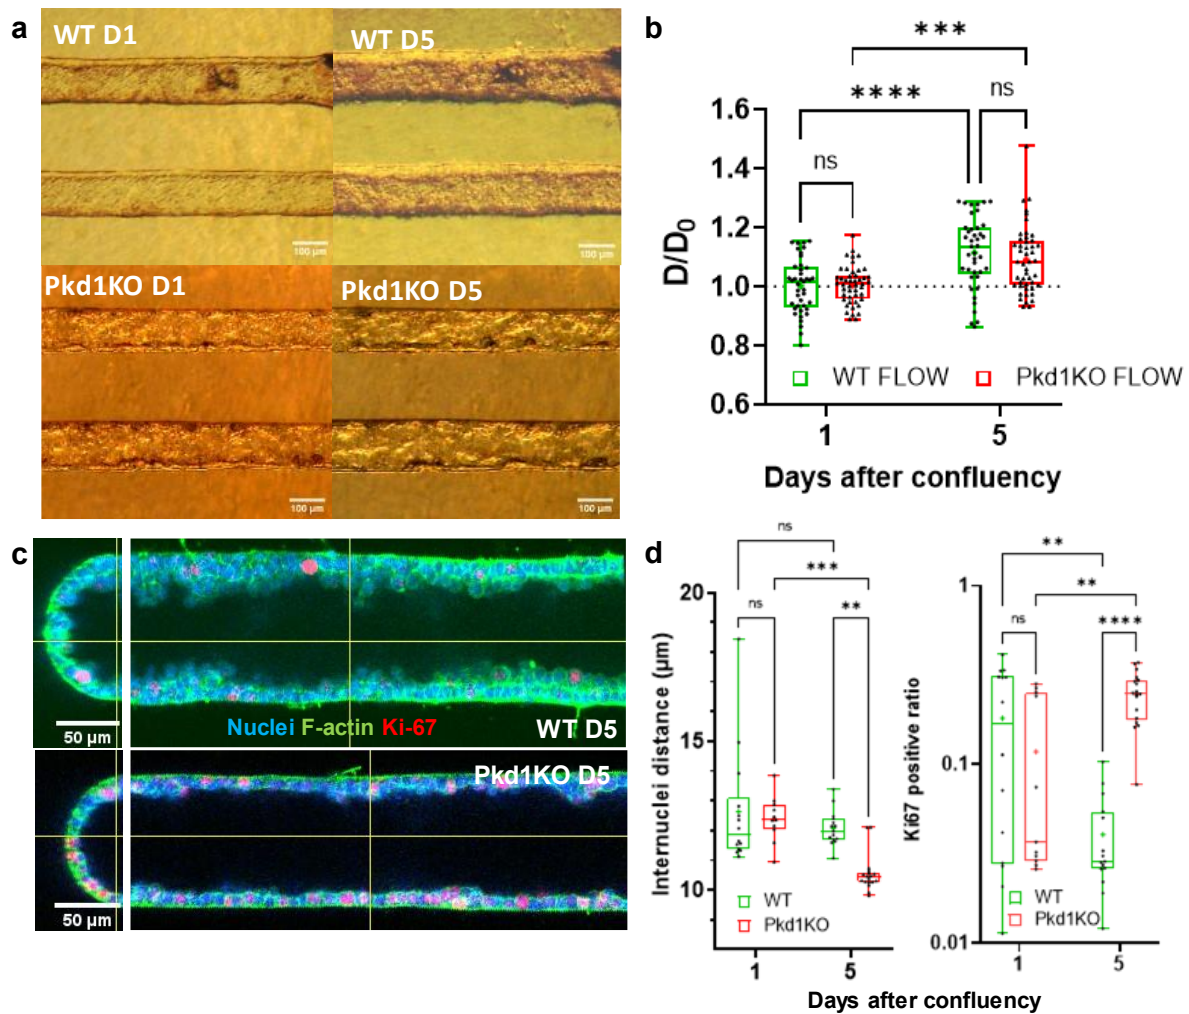 a
WT D1
WT D5
100 µm
100 µm
Pkd1KO D1
Pkd1KO D5
100 µm
100 µm
b
***
****
ns
ns
1.6
1.4
1.2
1.0
0.8
0.6
D/D0
WT FLOW
Pkd1KO FLOW
1
5
Days after confluency
c
50 µm
Nuclei F-actin Ki-67
WT D5
Pkd1KO D5
50 µm
d
ns
***
ns
**
20
15
10
Internuclei distance (µm)
WT
Pkd1KO
1
5
**
**
ns
****
1
0.1
0.01
Ki67 positive ratio
WT
Pkd1KO
1
5
Days after confluency